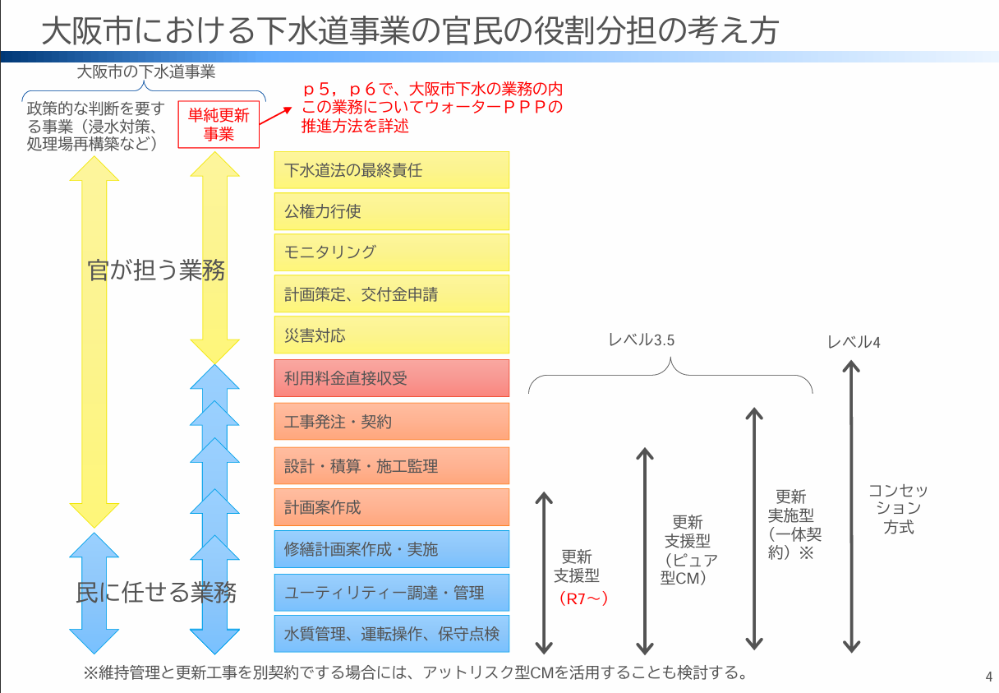 大阪市における下水道事業の官民の役割分担の考え方
大阪市の下水道事業
政策的な判断を要す
る事業（浸水対策、
処理場再構築など）
単純更新
事業
ｐ５，ｐ６で、大阪市下水の業務の内
この業務についてウォーターＰＰＰの
推進方法を詳述
官が担う業務
民に任せる業務
下水道法の最終責任
公権力行使
モニタリング
計画策定、交付金申請
災害対応
利用料金直接収受
工事発注・契約
設計・積算・施工監理
計画案作成
修繕計画案作成・実施
ユーティリティー調達・管理
水質管理、運転操作、保守点検
レベル3.5
レベル4
更新
支援型
（R7～）
更新
支援型
（ピュア
型CM）
更新
実施型
（一体契
約）※
コンセッ
ション
方式
※維持管理と更新工事を別契約でする場合には、アットリスク型CMを活用することも検討する。
4